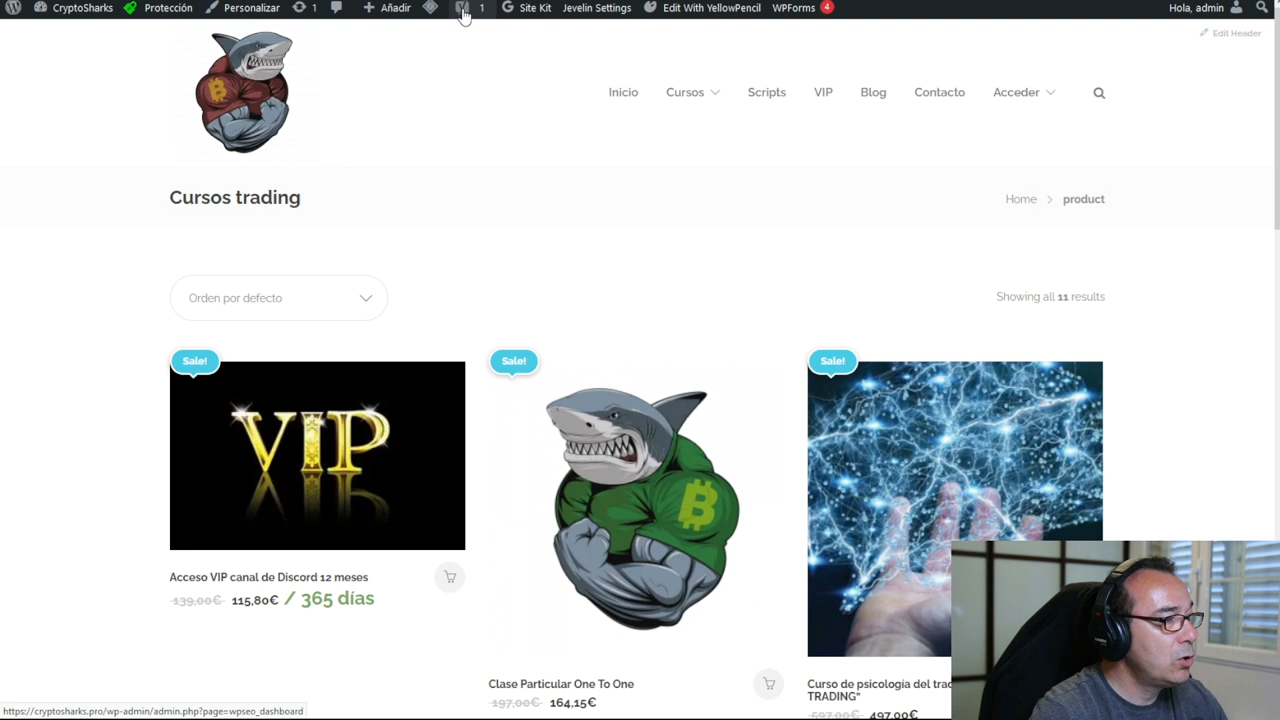 CryptoSharks Protección Personalizar 1 Añadir 1 Site Kit Javelin Settings Edit With YellowPencil WPForms 4 Hola, admin
Edit Header
Inicio Cursos Scripts VIP Blog Contacto Acceder
Cursos trading
Home > product
Orden por defecto
Showing all 11 results
Sale! Sale! Sale!
VIP
Acceso VIP canal de Discord 12 meses
139,00€ 115,80€ / 365 días
Clase Particular One To One
197,00€ 164,15€
Curso de psicología del
TRADING"
597,00€ 497,00€
https://cryptosharks.pro/wp-admin/admin.php?page=wpseo_dashboard